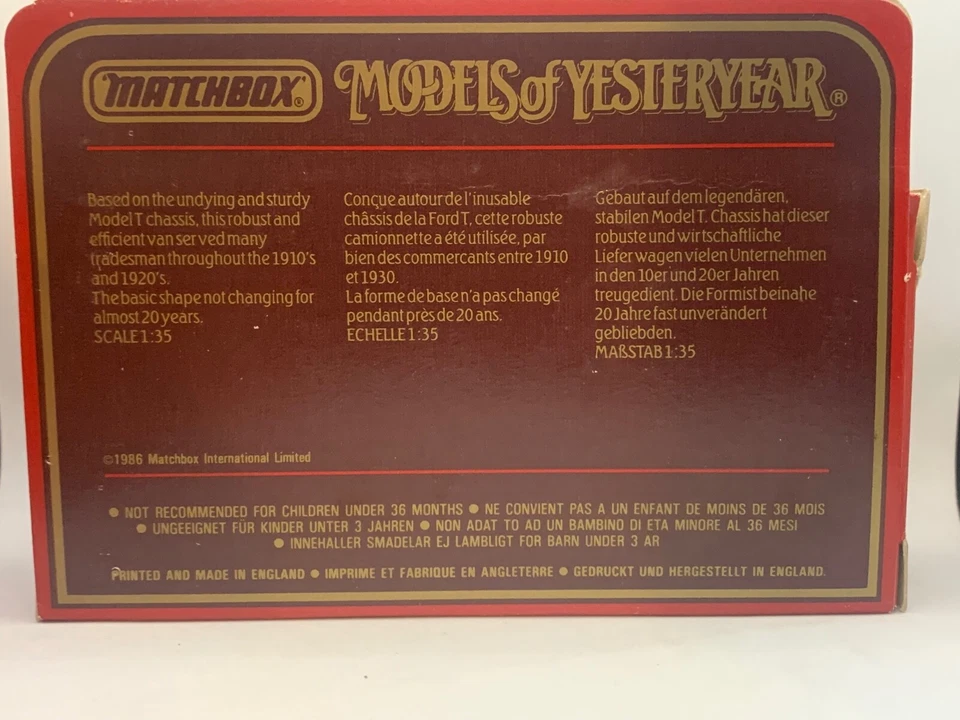 MATCHBOX® MODELS of YESTERYEAR®
Based on the undying and sturdy
Model T chassis, this robust and
efficient van served many
tradesman throughout the 1910's
and 1920's.
The basic shape not changing for
almost 20 years.
SCALE 1:35
Conçue autour de l'inusable
châssis de la Ford T, cette robuste
camionnette a été utilisée, par
bien des commercants entre 1910
et 1930.
La forme de base n'a pas changé
pendant près de 20 ans.
ECHELLE 1:35
Gebaut auf dem legendären,
stabilen Model T. Chassis hat dieser
robuste und wirtschaftliche
Liefer wagen vielen Unternehmen
in den 10er und 20er Jahren
treugedient. Die Formist beinahe
20 Jahre fast unverändert
gebliebden.
MAßSTAB 1:35
©1986 Matchbox International Limited
● NOT RECOMMENDED FOR CHILDREN UNDER 36 MONTHS ● NE CONVIENT PAS A UN ENFANT DE MOINS DE 36 MOIS
● UNGEEIGNET FÜR KINDER UNTER 3 JAHREN ● NON ADAT TO AD UN BAMBINO DI ETA MINORE AL 36 MESI
● INNEHALLER SMADELAR EJ LAMBLIGT FOR BARN UNDER 3 AR
PRINTED AND MADE IN ENGLAND ● IMPRIME ET FABRIQUE EN ANGLETERRE ● GEDRUCKT UND HERGESTELLT IN ENGLAND.